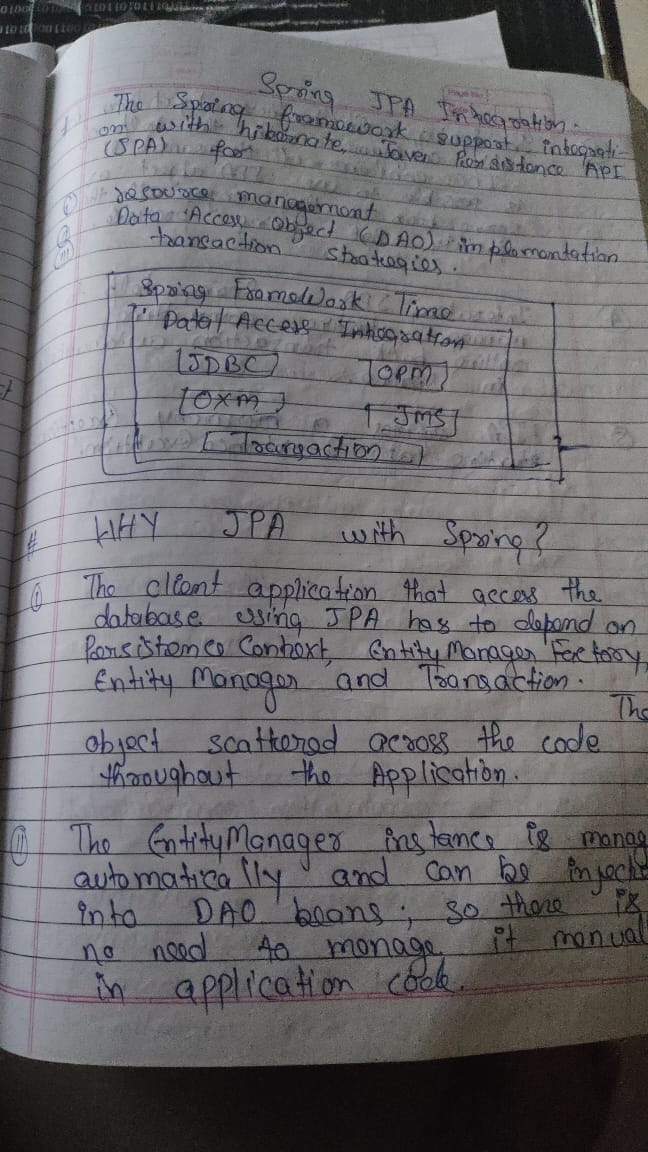 Spring JPA Integration.
The Spring framework support integrati-
on with hibernate, Javen Persistance API
(JPA) for
(i) resource management
(ii) Data Access Object (DAO) implementation
(iii) transaction strategies.
Spring FrameWork Time
Data / Access Integration
JDBC ORM
OXM JMS
Transaction
# WHY JPA with Spring?
(i) The client application that access the
database using JPA has to depend on
Persistence Context, Entity Manager Factory,
Entity Manager and Transaction.
The
object scattered across the code
throughout the Application.
(ii) The EntityManager instance is manag
automatically and can be injecte
into DAO beans; so there is
no need to manage it manual
in application code.